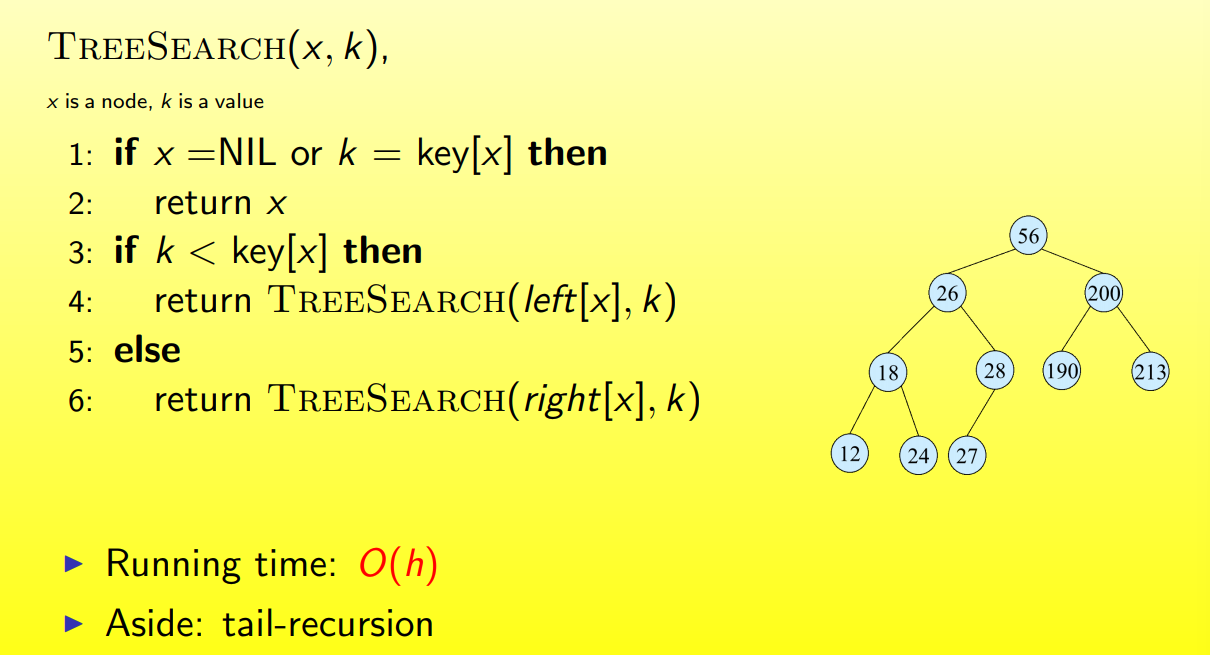 TREESEARCH(x, k),
x is a node, k is a value
1: if x =NIL or k = key[x] then
2: return x
3: if k < key[x] then
4: return TREESEARCH(left[x], k)
5: else
6: return TREESEARCH(right[x], k)
56
26 200
18 28 190 213
12 24 27
▶ Running time: O(h)
▶ Aside: tail-recursion